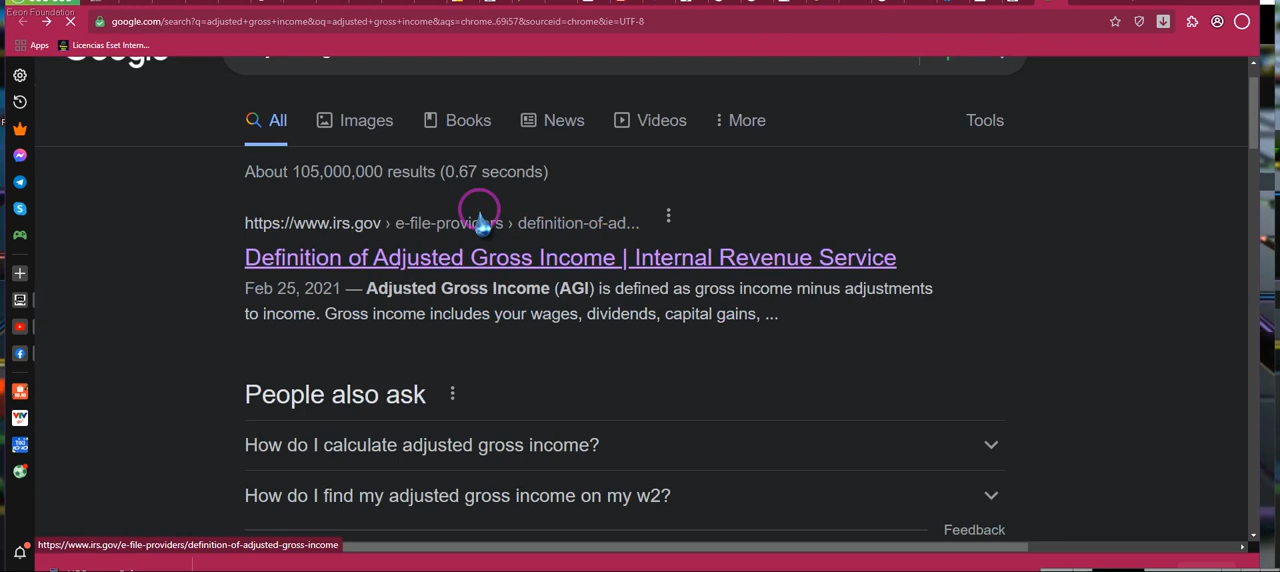 Eeon Foundation
google.com/search?q=adjusted+gross+income&oq=adjusted+gross+income&aqs=chrome..69i57&sourceid=chrome&ie=UTF-8
Apps
Licencias Eset Intern...
Google
All
Images
Books
News
Videos
More
Tools
About 105,000,000 results (0.67 seconds)
https://www.irs.gov › e-file-providers › definition-of-ad...
Definition of Adjusted Gross Income | Internal Revenue Service
Feb 25, 2021 — Adjusted Gross Income (AGI) is defined as gross income minus adjustments
to income. Gross income includes your wages, dividends, capital gains, ...
People also ask
How do I calculate adjusted gross income?
How do I find my adjusted gross income on my w2?
Feedback
https://www.irs.gov/e-file-providers/definition-of-adjusted-gross-income